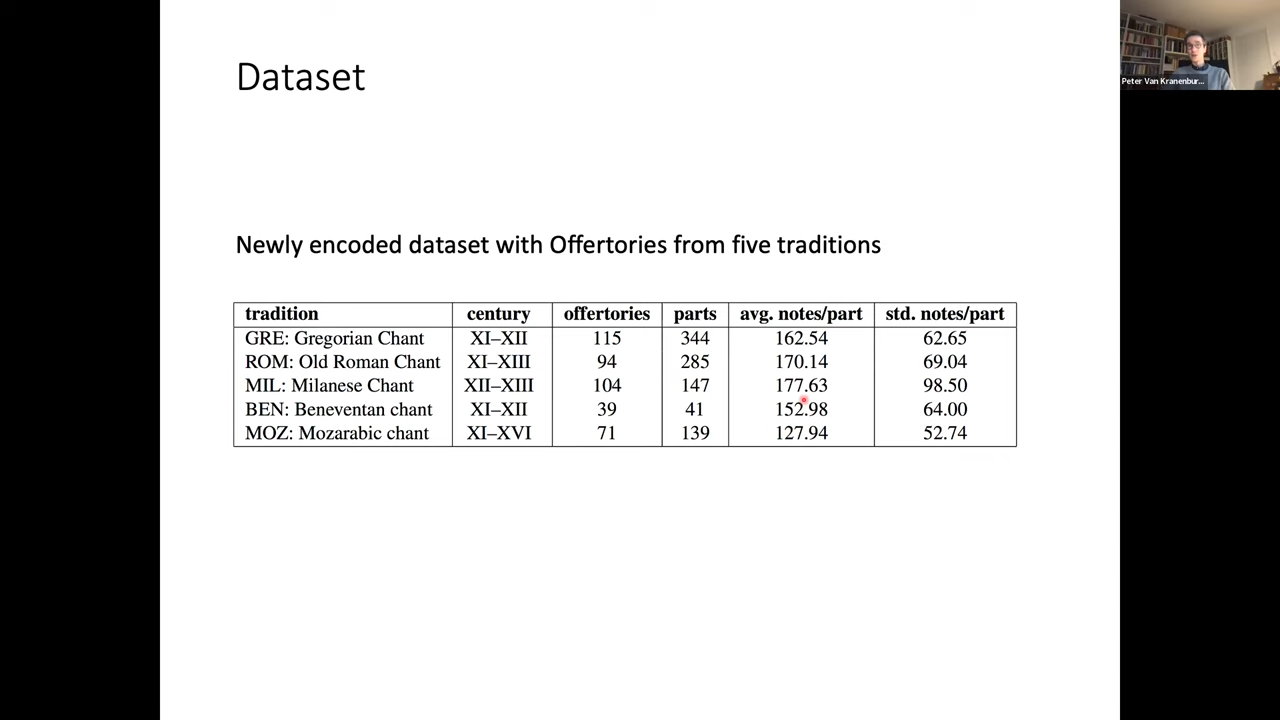 Dataset
Peter Van Kranenbur...
Newly encoded dataset with Offertories from five traditions
tradition century offertories parts avg. notes/part std. notes/part
GRE: Gregorian Chant XI–XII 115 344 162.54 62.65
ROM: Old Roman Chant XI–XIII 94 285 170.14 69.04
MIL: Milanese Chant XII–XIII 104 147 177.63 98.50
BEN: Beneventan chant XI–XII 39 41 152.98 64.00
MOZ: Mozarabic chant XI–XVI 71 139 127.94 52.74